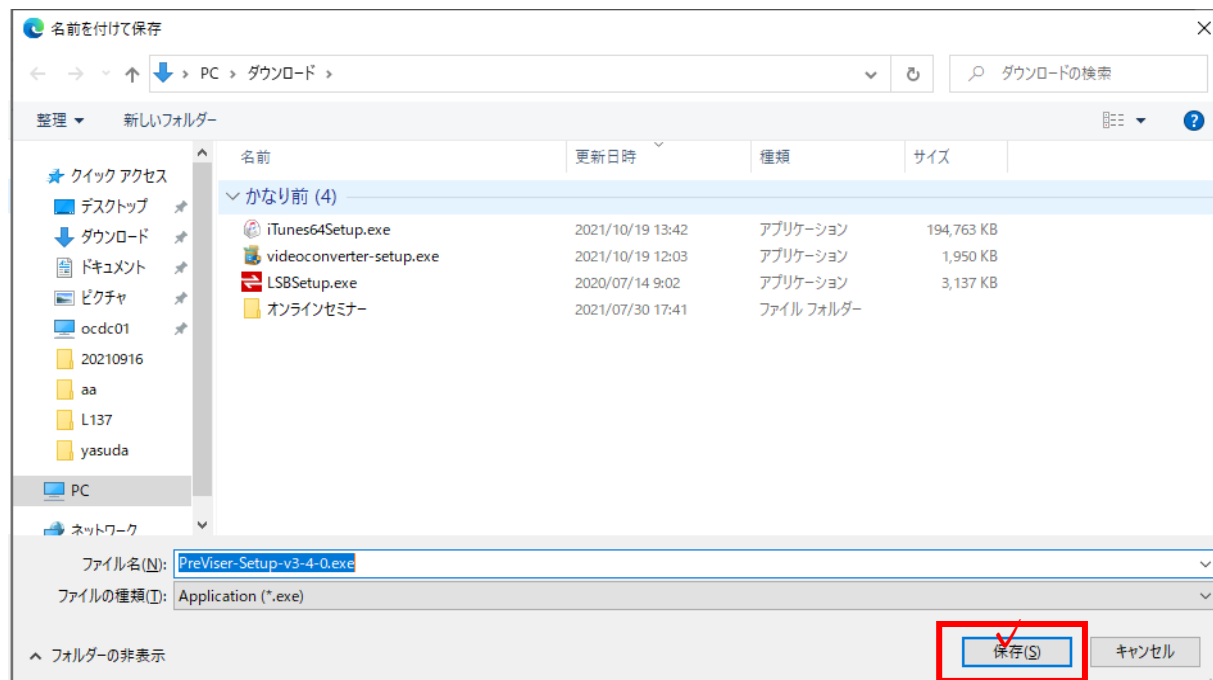 名前を付けて保存
PC › ダウンロード ›
ダウンロードの検索
整理
新しいフォルダー
クイック アクセス
デスクトップ
ダウンロード
ドキュメント
ピクチャ
ocdc01
20210916
aa
L137
yasuda
PC
ネットワーク
名前 更新日時 種類 サイズ
かなり前 (4)
iTunes64Setup.exe 2021/10/19 13:42 アプリケーション 194,763 KB
videoconverter-setup.exe 2021/10/19 12:03 アプリケーション 1,950 KB
LSBSetup.exe 2020/07/14 9:02 アプリケーション 3,137 KB
オンラインセミナー 2021/07/30 17:41 ファイル フォルダー
ファイル名(N): PreViser-Setup-v3-4-0.exe
ファイルの種類(T): Application (*.exe)
フォルダーの非表示
保存(S)
キャンセル